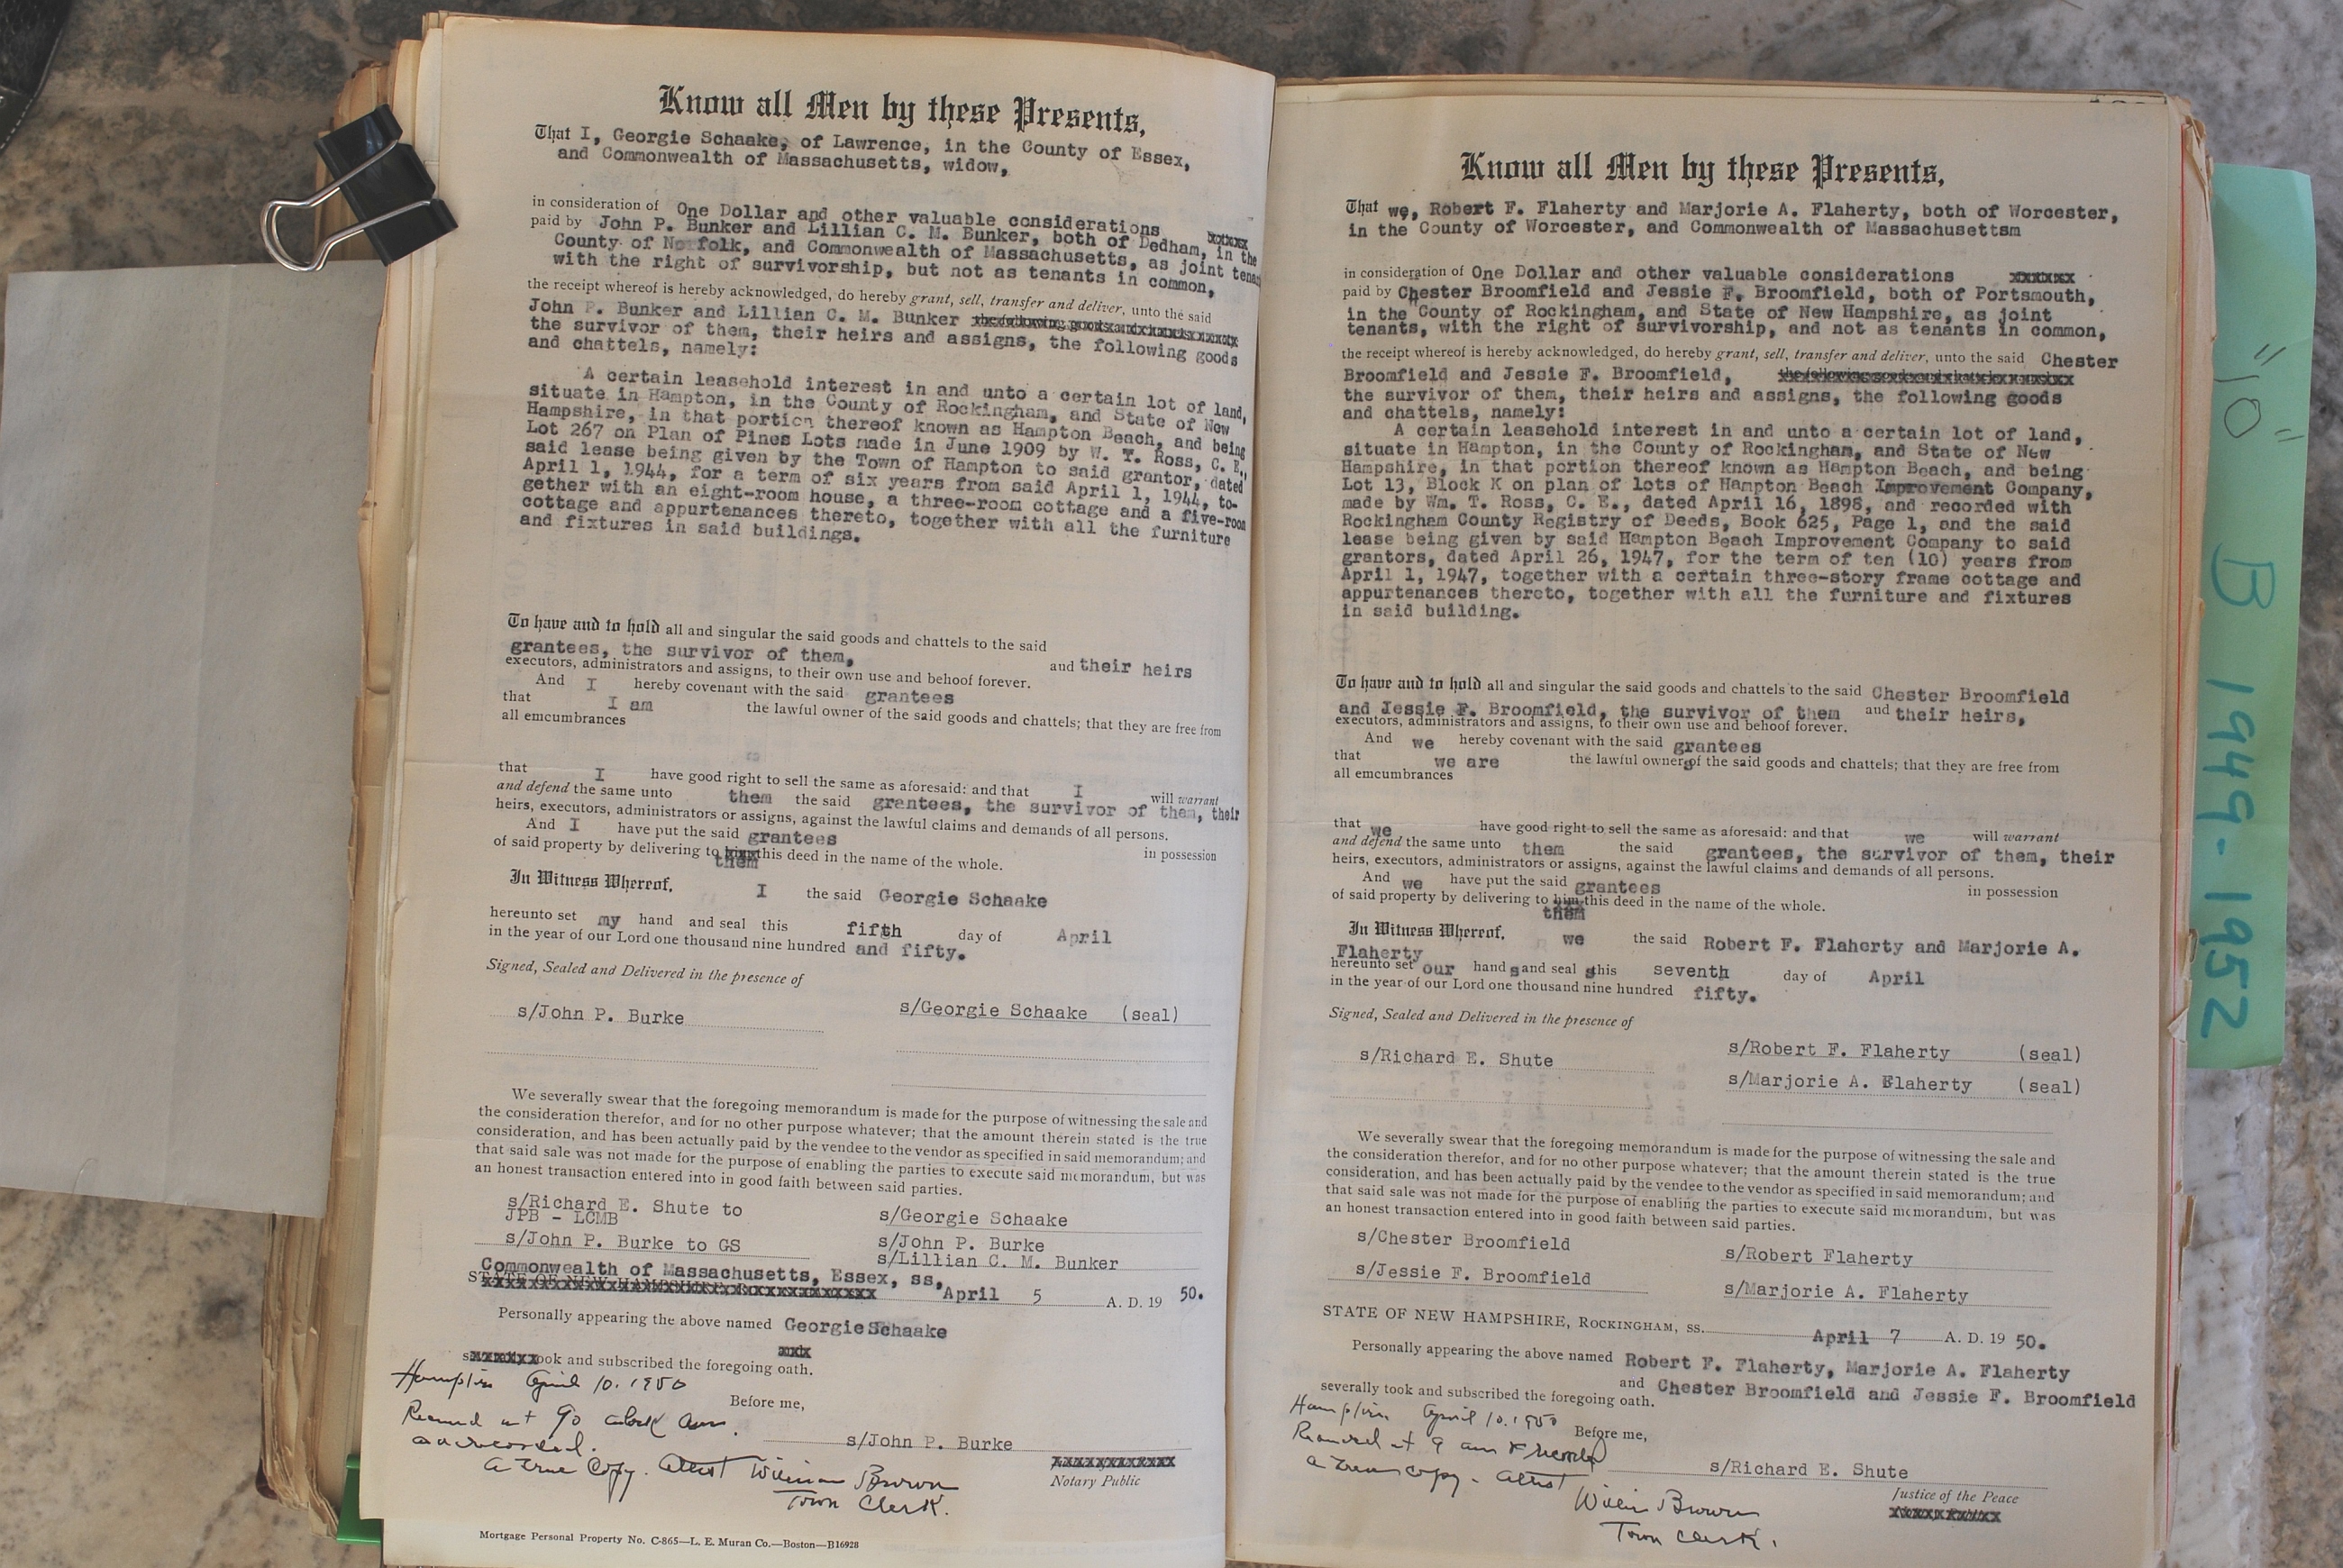 Know all Men by these Presents,
That I, Georgie Schaake, of Lawrence, in the County of Essex,
and Commonwealth of Massachusetts, widow,
in consideration of One Dollar and other valuable considerations xxxxxx
paid by John P. Bunker and Lillian C. M. Bunker, both of Dedham, in the
County of Norfolk, and Commonwealth of Massachusetts, as joint tenan
with the right of survivorship, but not as tenants in common,
the receipt whereof is hereby acknowledged, do hereby grant, sell, transfer and deliver, unto the said
John P. Bunker and Lillian C. M. Bunker the following goods and
the survivor of them, their heirs and assigns, the following goods
and chattels, namely:
A certain leasehold interest in and unto a certain lot of land,
situate in Hampton, in the County of Rockingham, and State of New
Hampshire, in that portion thereof known as Hampton Beach, and being
Lot 267 on Plan of Pines Lots made in June 1909 by W. T. Ross, C. E.,
said lease being given by the Town of Hampton to said grantor, dated
April 1, 1944, for a term of six years from said April 1, 1944, to-
gether with an eight-room house, a three-room cottage and a five-room
cottage and appurtenances thereto, together with all the furniture
and fixtures in said buildings.
To have and to hold all and singular the said goods and chattels to the said
grantees, the survivor of them, and their heirs
executors, administrators and assigns, to their own use and behoof forever.
And I hereby covenant with the said grantees
that I am the lawful owner of the said goods and chattels; that they are free from
all emcumbrances
that I have good right to sell the same as aforesaid: and that I will warrant
and defend the same unto them the said grantees, the survivor of them, their
heirs, executors, administrators or assigns, against the lawful claims and demands of all persons.
And I have put the said grantees in possession
of said property by delivering to him this deed in the name of the whole.
them
In Witness Whereof, I the said Georgie Schaake
hereunto set my hand and seal this fifth day of April
in the year of our Lord one thousand nine hundred and fifty.
Signed, Sealed and Delivered in the presence of
s/John P. Burke s/Georgie Schaake (seal)
We severally swear that the foregoing memorandum is made for the purpose of witnessing the sale and
the consideration therefor, and for no other purpose whatever; that the amount therein stated is the true
consideration, and has been actually paid by the vendee to the vendor as specified in said memorandum; and
that said sale was not made for the purpose of enabling the parties to execute said memorandum, but was
an honest transaction entered into in good faith between said parties.
s/Richard E. Shute to
JPB - LCMB s/Georgie Schaake
s/John P. Burke to GS s/John P. Burke
s/Lillian C. M. Bunker
Commonwealth of Massachusetts, Essex, ss,
STATE OF NEW HAMPSHIRE, April 5 A. D. 19 50.
Personally appearing the above named Georgie Schaake
took and subscribed the foregoing oath.
Hampton April 10, 1950
Before me,
Received at 9 o clock am.
and recorded.
s/John P. Burke
A True Copy. Attest William Brown
Notary Public
Town Clerk.
Mortgage Personal Property No. C-865—L. E. Muran Co.—Boston—B16928
Know all Men by these Presents,
That we, Robert F. Flaherty and Marjorie A. Flaherty, both of Worcester,
in the County of Worcester, and Commonwealth of Massachusettsm
in consideration of One Dollar and other valuable considerations xxxxxx
paid by Chester Broomfield and Jessie F. Broomfield, both of Portsmouth,
in the County of Rockingham, and State of New Hampshire, as joint
tenants, with the right of survivorship, and not as tenants in common,
the receipt whereof is hereby acknowledged, do hereby grant, sell, transfer and deliver, unto the said Chester
Broomfield and Jessie F. Broomfield, the following goods and
the survivor of them, their heirs and assigns, the following goods
and chattels, namely:
A certain leasehold interest in and unto a certain lot of land,
situate in Hampton, in the County of Rockingham, and State of New
Hampshire, in that portion thereof known as Hampton Beach, and being
Lot 13, Block K on plan of lots of Hampton Beach Improvement Company,
made by Wm. T. Ross, C. E., dated April 16, 1898, and recorded with
Rockingham County Registry of Deeds, Book 625, Page 1, and the said
lease being given by said Hampton Beach Improvement Company to said
grantors, dated April 26, 1947, for the term of ten (10) years from
April 1, 1947, together with a certain three-story frame cottage and
appurtenances thereto, together with all the furniture and fixtures
in said building.
To have and to hold all and singular the said goods and chattels to the said Chester Broomfield
and Jessie F. Broomfield, the survivor of them and their heirs,
executors, administrators and assigns, to their own use and behoof forever.
And we hereby covenant with the said grantees
that we are the lawful owners of the said goods and chattels; that they are free from
all emcumbrances
that we have good right to sell the same as aforesaid: and that we will warrant
and defend the same unto them the said grantees, the survivor of them, their
heirs, executors, administrators or assigns, against the lawful claims and demands of all persons.
And we have put the said grantees in possession
of said property by delivering to him this deed in the name of the whole.
them
In Witness Whereof, we the said Robert F. Flaherty and Marjorie A.
Flaherty
hereunto set our hands and seals this seventh day of April
in the year of our Lord one thousand nine hundred fifty.
Signed, Sealed and Delivered in the presence of
s/Richard E. Shute s/Robert F. Flaherty (seal)
s/Marjorie A. Flaherty (seal)
We severally swear that the foregoing memorandum is made for the purpose of witnessing the sale and
the consideration therefor, and for no other purpose whatever; that the amount therein stated is the true
consideration, and has been actually paid by the vendee to the vendor as specified in said memorandum; and
that said sale was not made for the purpose of enabling the parties to execute said memorandum, but was
an honest transaction entered into in good faith between said parties.
s/Chester Broomfield s/Robert Flaherty
s/Jessie F. Broomfield s/Marjorie A. Flaherty
STATE OF NEW HAMPSHIRE, ROCKINGHAM, ss. April 7 A. D. 19 50.
Personally appearing the above named Robert F. Flaherty, Marjorie A. Flaherty
and Chester Broomfield and Jessie F. Broomfield
severally took and subscribed the foregoing oath.
Hampton April 10, 1950
Before me,
Received at 9 am & recorded
s/Richard E. Shute
A True copy - Attest
Justice of the Peace
William Brown
Town Clerk.
"10" B 1949-1952